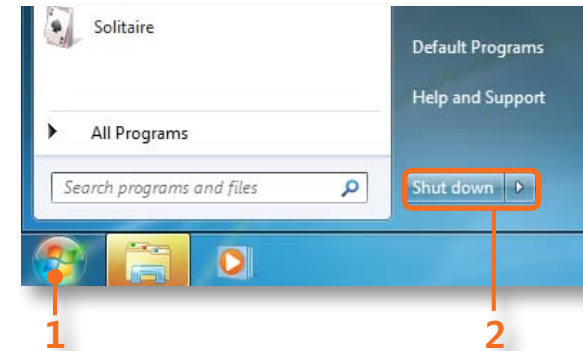 Solitaire
Default Programs
Help and Support
All Programs
Search programs and files
Shut down
1
2